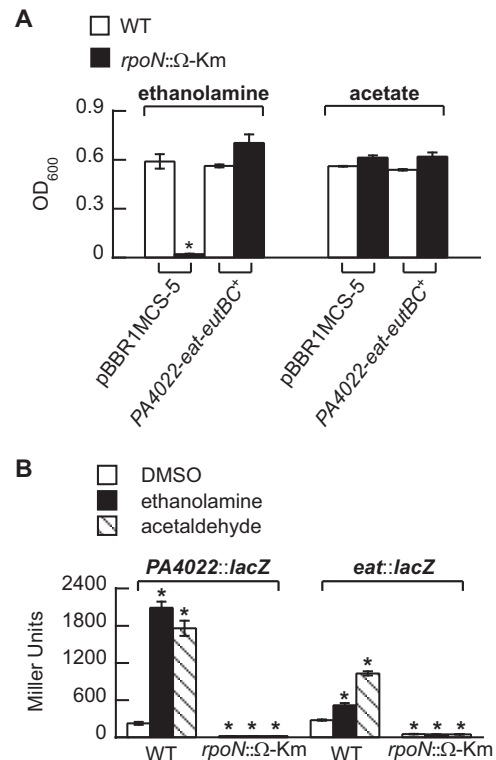 A
WT
rpoN::Ω-Km
ethanolamine
acetate
OD600
0.9
0.6
0.3
0
*
pBBR1MCS-5
PA4022-eat-eutBC+
pBBR1MCS-5
PA4022-eat-eutBC+
B
DMSO
ethanolamine
acetaldehyde
PA4022::lacZ
eat::lacZ
Miller Units
2400
1800
1200
600
0
* *
* * *
* *
* * *
WT
rpoN::Ω-Km
WT
rpoN::Ω-Km